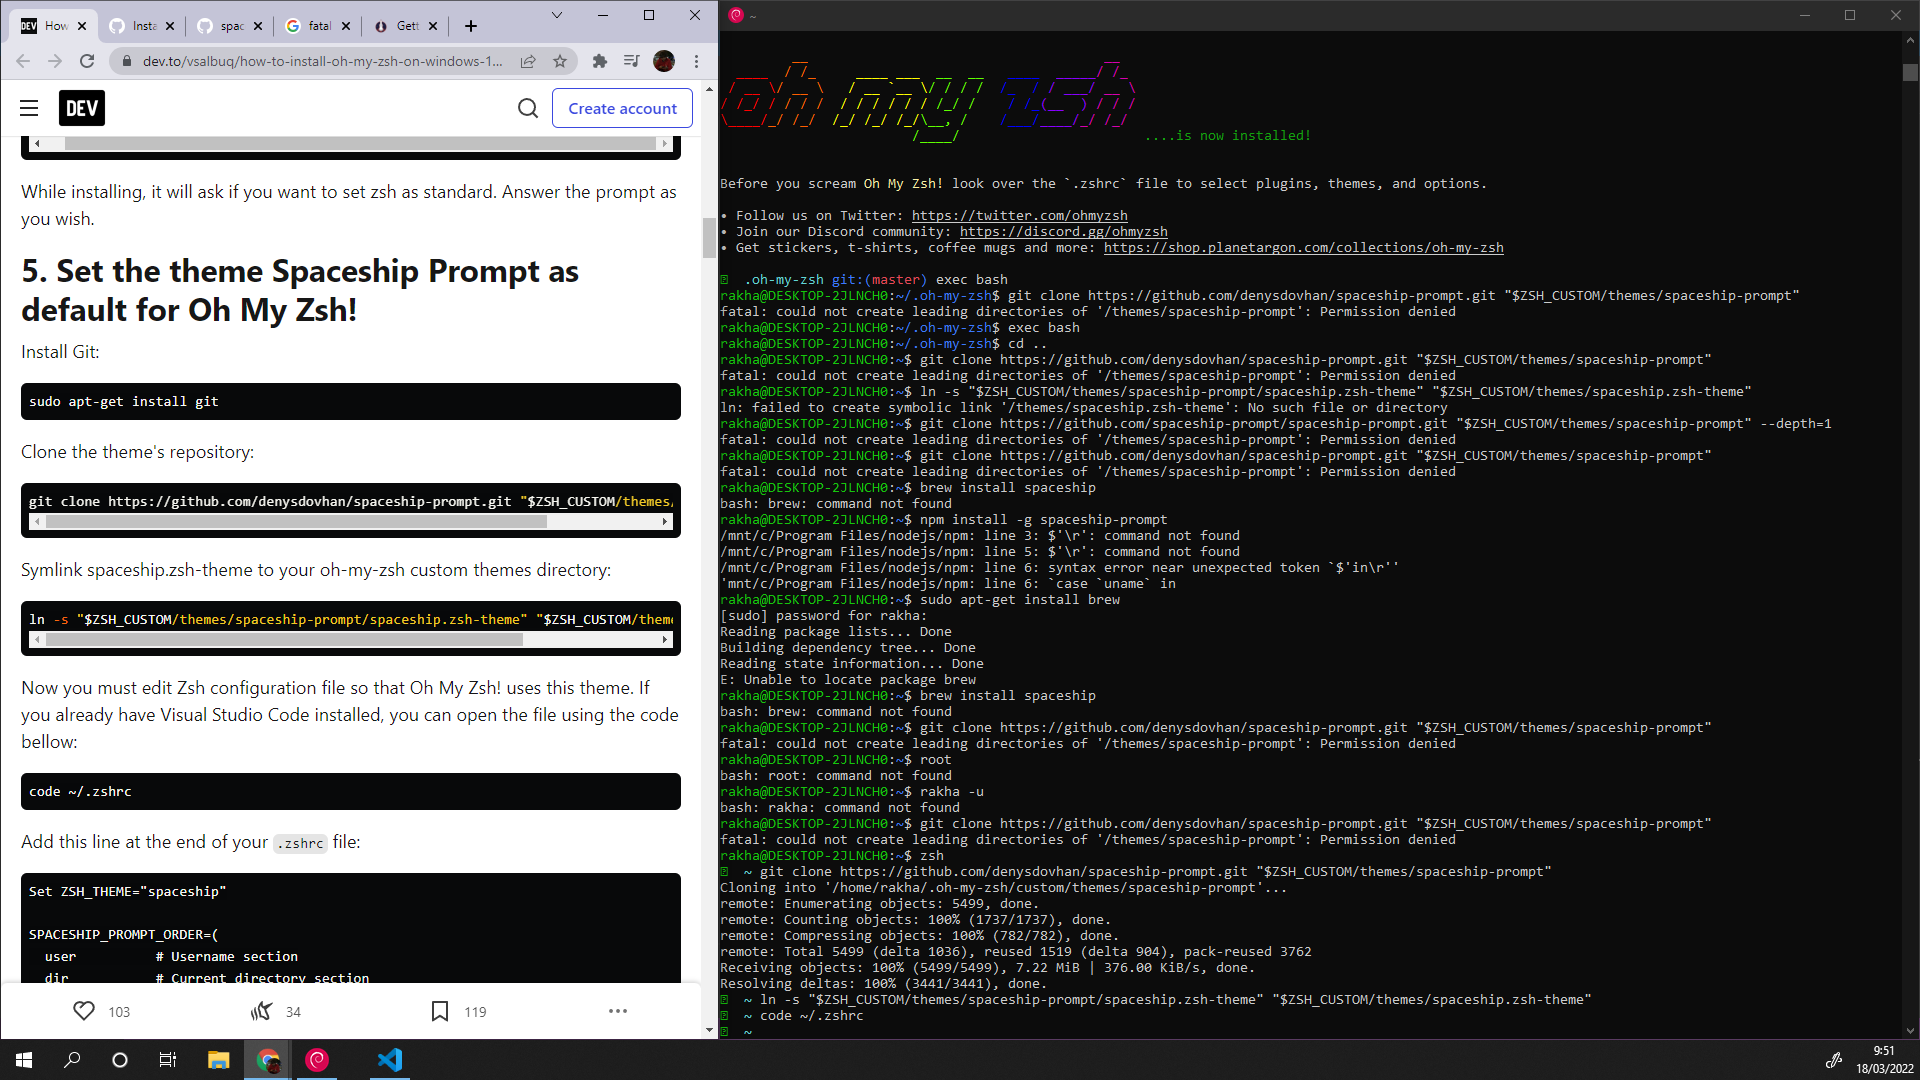 DEV How
Insta
spac
fatal
Gett
dev.to/vsalbuq/how-to-install-oh-my-zsh-on-windows-1...
DEV
Create account
While installing, it will ask if you want to set zsh as standard. Answer the prompt as
you wish.
5. Set the theme Spaceship Prompt as
default for Oh My Zsh!
Install Git:
sudo apt-get install git
Clone the theme's repository:
git clone https://github.com/denysdovhan/spaceship-prompt.git "$ZSH_CUSTOM/themes/
Symlink spaceship.zsh-theme to your oh-my-zsh custom themes directory:
ln -s "$ZSH_CUSTOM/themes/spaceship-prompt/spaceship.zsh-theme" "$ZSH_CUSTOM/theme
Now you must edit Zsh configuration file so that Oh My Zsh! uses this theme. If
you already have Visual Studio Code installed, you can open the file using the code
bellow:
code ~/.zshrc
Add this line at the end of your .zshrc file:
Set ZSH_THEME="spaceship"
SPACESHIP_PROMPT_ORDER=(
user # Username section
dir # Current directory section
103
34
119
~
oh my zsh
....is now installed!
Before you scream Oh My Zsh! look over the `.zshrc` file to select plugins, themes, and options.
• Follow us on Twitter: https://twitter.com/ohmyzsh
• Join our Discord community: https://discord.gg/ohmyzsh
• Get stickers, t-shirts, coffee mugs and more: https://shop.planetargon.com/collections/oh-my-zsh
.oh-my-zsh git:(master) exec bash
rakha@DESKTOP-2JLNCH0:~/.oh-my-zsh$ git clone https://github.com/denysdovhan/spaceship-prompt.git "$ZSH_CUSTOM/themes/spaceship-prompt"
fatal: could not create leading directories of '/themes/spaceship-prompt': Permission denied
rakha@DESKTOP-2JLNCH0:~/.oh-my-zsh$ exec bash
rakha@DESKTOP-2JLNCH0:~/.oh-my-zsh$ cd ..
rakha@DESKTOP-2JLNCH0:~$ git clone https://github.com/denysdovhan/spaceship-prompt.git "$ZSH_CUSTOM/themes/spaceship-prompt"
fatal: could not create leading directories of '/themes/spaceship-prompt': Permission denied
rakha@DESKTOP-2JLNCH0:~$ ln -s "$ZSH_CUSTOM/themes/spaceship-prompt/spaceship.zsh-theme" "$ZSH_CUSTOM/themes/spaceship.zsh-theme"
ln: failed to create symbolic link '/themes/spaceship.zsh-theme': No such file or directory
rakha@DESKTOP-2JLNCH0:~$ git clone https://github.com/spaceship-prompt/spaceship-prompt.git "$ZSH_CUSTOM/themes/spaceship-prompt" --depth=1
fatal: could not create leading directories of '/themes/spaceship-prompt': Permission denied
rakha@DESKTOP-2JLNCH0:~$ git clone https://github.com/denysdovhan/spaceship-prompt.git "$ZSH_CUSTOM/themes/spaceship-prompt"
fatal: could not create leading directories of '/themes/spaceship-prompt': Permission denied
rakha@DESKTOP-2JLNCH0:~$ brew install spaceship
bash: brew: command not found
rakha@DESKTOP-2JLNCH0:~$ npm install -g spaceship-prompt
/mnt/c/Program Files/nodejs/npm: line 3: $'\r': command not found
/mnt/c/Program Files/nodejs/npm: line 5: $'\r': command not found
/mnt/c/Program Files/nodejs/npm: line 6: syntax error near unexpected token `$'in\r''
'mnt/c/Program Files/nodejs/npm: line 6: `case `uname` in
rakha@DESKTOP-2JLNCH0:~$ sudo apt-get install brew
[sudo] password for rakha:
Reading package lists... Done
Building dependency tree... Done
Reading state information... Done
E: Unable to locate package brew
rakha@DESKTOP-2JLNCH0:~$ brew install spaceship
bash: brew: command not found
rakha@DESKTOP-2JLNCH0:~$ git clone https://github.com/denysdovhan/spaceship-prompt.git "$ZSH_CUSTOM/themes/spaceship-prompt"
fatal: could not create leading directories of '/themes/spaceship-prompt': Permission denied
rakha@DESKTOP-2JLNCH0:~$ root
bash: root: command not found
rakha@DESKTOP-2JLNCH0:~$ rakha -u
bash: rakha: command not found
rakha@DESKTOP-2JLNCH0:~$ git clone https://github.com/denysdovhan/spaceship-prompt.git "$ZSH_CUSTOM/themes/spaceship-prompt"
fatal: could not create leading directories of '/themes/spaceship-prompt': Permission denied
rakha@DESKTOP-2JLNCH0:~$ zsh
~ git clone https://github.com/denysdovhan/spaceship-prompt.git "$ZSH_CUSTOM/themes/spaceship-prompt"
Cloning into '/home/rakha/.oh-my-zsh/custom/themes/spaceship-prompt'...
remote: Enumerating objects: 5499, done.
remote: Counting objects: 100% (1737/1737), done.
remote: Compressing objects: 100% (782/782), done.
remote: Total 5499 (delta 1036), reused 1519 (delta 904), pack-reused 3762
Receiving objects: 100% (5499/5499), 7.22 MiB | 376.00 KiB/s, done.
Resolving deltas: 100% (3441/3441), done.
~ ln -s "$ZSH_CUSTOM/themes/spaceship-prompt/spaceship.zsh-theme" "$ZSH_CUSTOM/themes/spaceship.zsh-theme"
~ code ~/.zshrc
~
9:51
18/03/2022